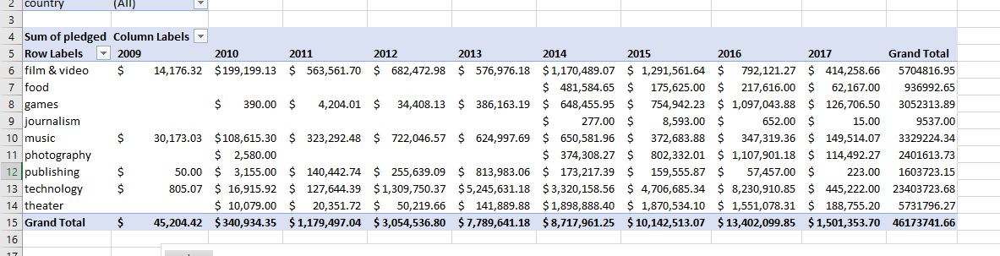 2 country (All)
3
4 Sum of pledged Column Labels
5 Row Labels 2009 2010 2011 2012 2013 2014 2015 2016 2017 Grand Total
6 film & video $ 14,176.32 $199,199.13 $ 563,561.70 $ 682,472.98 $ 576,976.18 $1,170,489.07 $ 1,291,561.64 $ 792,121.27 $ 414,258.66 5704816.95
7 food $ 481,584.65 $ 175,625.00 $ 217,616.00 $ 62,167.00 936992.65
8 games $ 390.00 $ 4,204.01 $ 34,408.13 $ 386,163.19 $ 648,455.95 $ 754,942.23 $ 1,097,043.88 $ 126,706.50 3052313.89
9 journalism $ 277.00 $ 8,593.00 $ 652.00 $ 15.00 9537.00
10 music $ 30,173.03 $108,615.30 $ 323,292.48 $ 722,046.57 $ 624,997.69 $ 650,581.96 $ 372,683.88 $ 347,319.36 $ 149,514.07 3329224.34
11 photography $ 2,580.00 $ 374,308.27 $ 802,332.01 $ 1,107,901.18 $ 114,492.27 2401613.73
12 publishing $ 50.00 $ 3,155.00 $ 140,442.74 $ 255,639.09 $ 813,983.06 $ 173,217.39 $ 159,555.87 $ 57,457.00 $ 223.00 1603723.15
13 technology $ 805.07 $ 16,915.92 $ 127,644.39 $1,309,750.37 $5,245,631.18 $3,320,158.56 $ 4,706,685.34 $ 8,230,910.85 $ 445,222.00 23403723.68
14 theater $ 10,079.00 $ 20,351.72 $ 50,219.66 $ 141,889.88 $1,898,888.40 $ 1,870,534.10 $ 1,551,078.31 $ 188,755.20 5731796.27
15 Grand Total $ 45,204.42 $340,934.35 $1,179,497.04 $3,054,536.80 $7,789,641.18 $8,717,961.25 $10,142,513.07 $13,402,099.85 $1,501,353.70 46173741.66
16
17